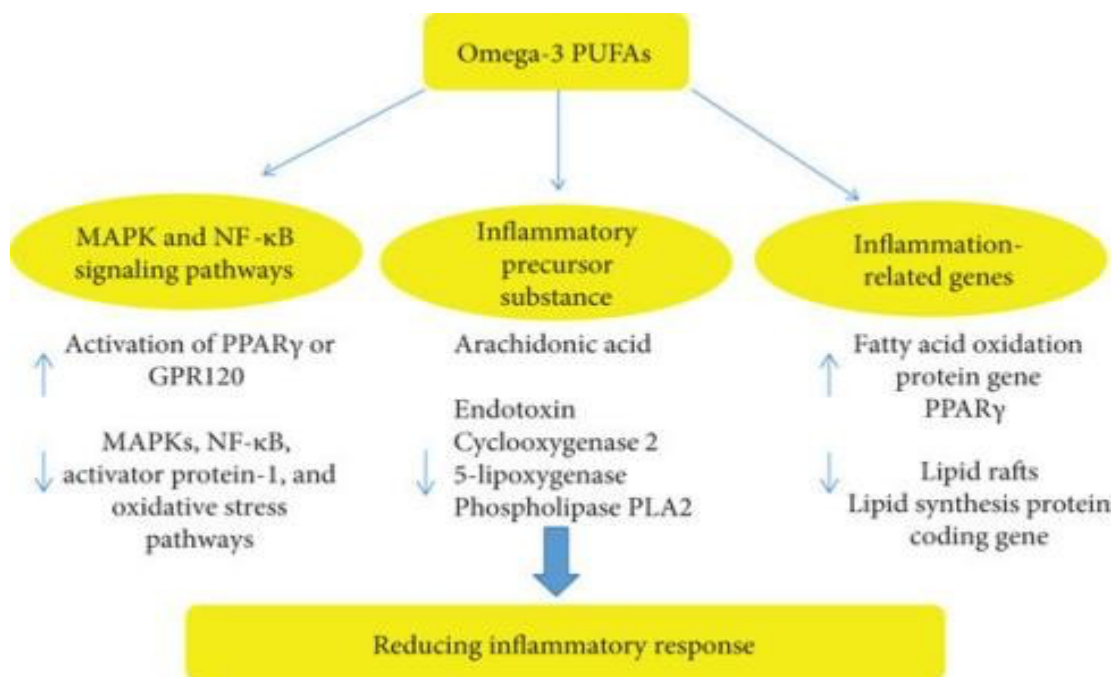 Omega-3 PUFAs
MAPK and NF-κB
signaling pathways
Inflammatory
precursor
substance
Inflammation-
related genes
Activation of PPARγ or
GPR120
MAPKs, NF-κB,
activator protein-1, and
oxidative stress
pathways
Arachidonic acid
Endotoxin
Cyclooxygenase 2
5-lipoxygenase
Phospholipase PLA2
Fatty acid oxidation
protein gene
PPARγ
Lipid rafts
Lipid synthesis protein
coding gene
Reducing inflammatory response